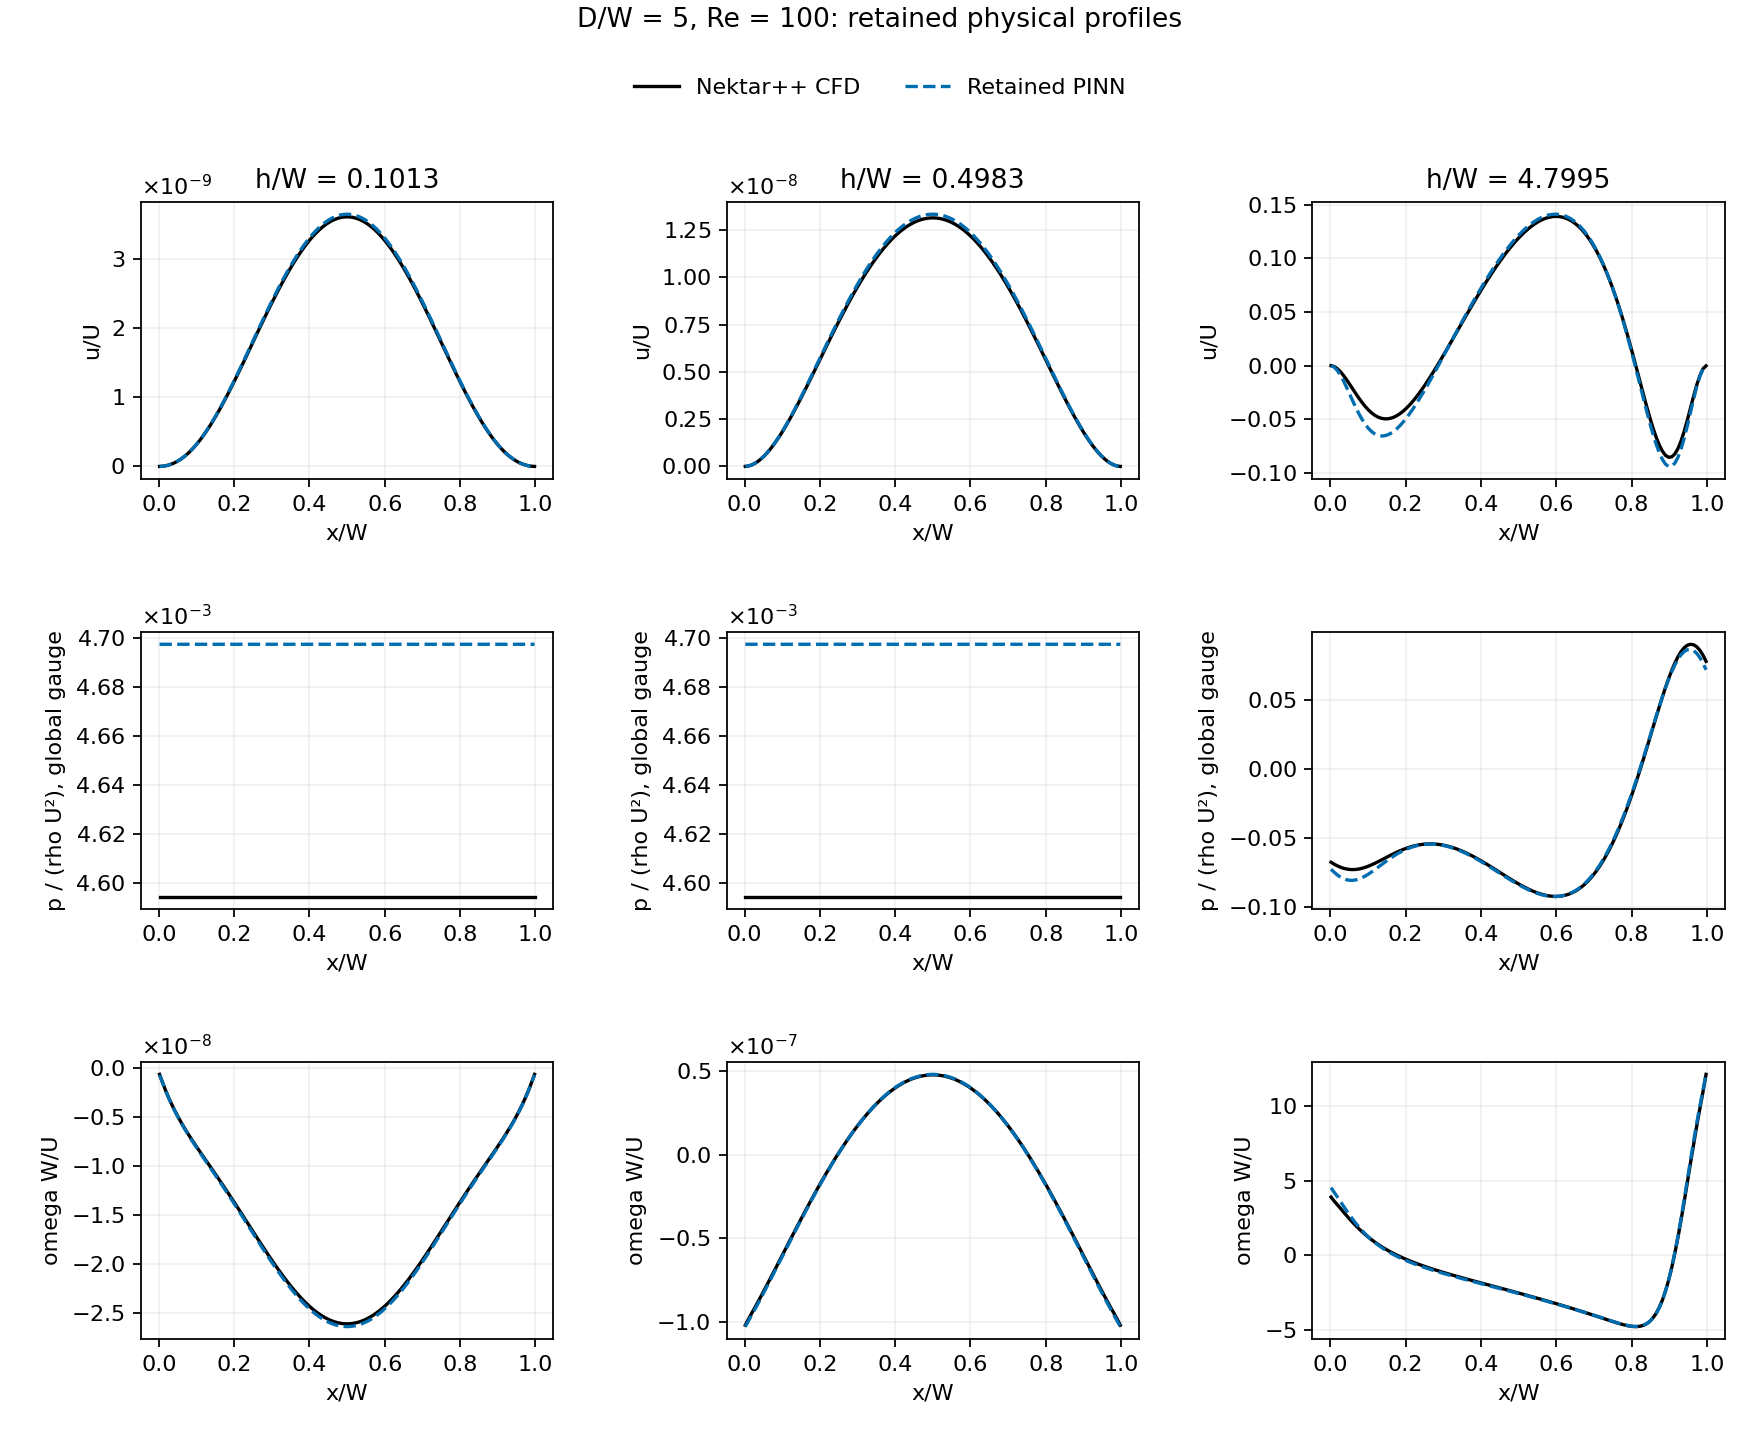 D/W = 5, Re = 100: retained physical profiles
Nektar++ CFD
Retained PINN
h/W = 0.1013
×10⁻⁹
u/U
3
2
1
0
0.0 0.2 0.4 0.6 0.8 1.0
x/W
h/W = 0.4983
×10⁻⁸
u/U
1.25
1.00
0.75
0.50
0.25
0.00
0.0 0.2 0.4 0.6 0.8 1.0
x/W
h/W = 4.7995
u/U
0.15
0.10
0.05
0.00
−0.05
−0.10
0.0 0.2 0.4 0.6 0.8 1.0
x/W
×10⁻³
p / (rho U²), global gauge
4.70
4.68
4.66
4.64
4.62
4.60
0.0 0.2 0.4 0.6 0.8 1.0
x/W
×10⁻³
p / (rho U²), global gauge
4.70
4.68
4.66
4.64
4.62
4.60
0.0 0.2 0.4 0.6 0.8 1.0
x/W
p / (rho U²), global gauge
0.05
0.00
−0.05
−0.10
0.0 0.2 0.4 0.6 0.8 1.0
x/W
×10⁻⁸
omega W/U
0.0
−0.5
−1.0
−1.5
−2.0
−2.5
0.0 0.2 0.4 0.6 0.8 1.0
x/W
×10⁻⁷
omega W/U
0.5
0.0
−0.5
−1.0
0.0 0.2 0.4 0.6 0.8 1.0
x/W
omega W/U
10
5
0
−5
0.0 0.2 0.4 0.6 0.8 1.0
x/W